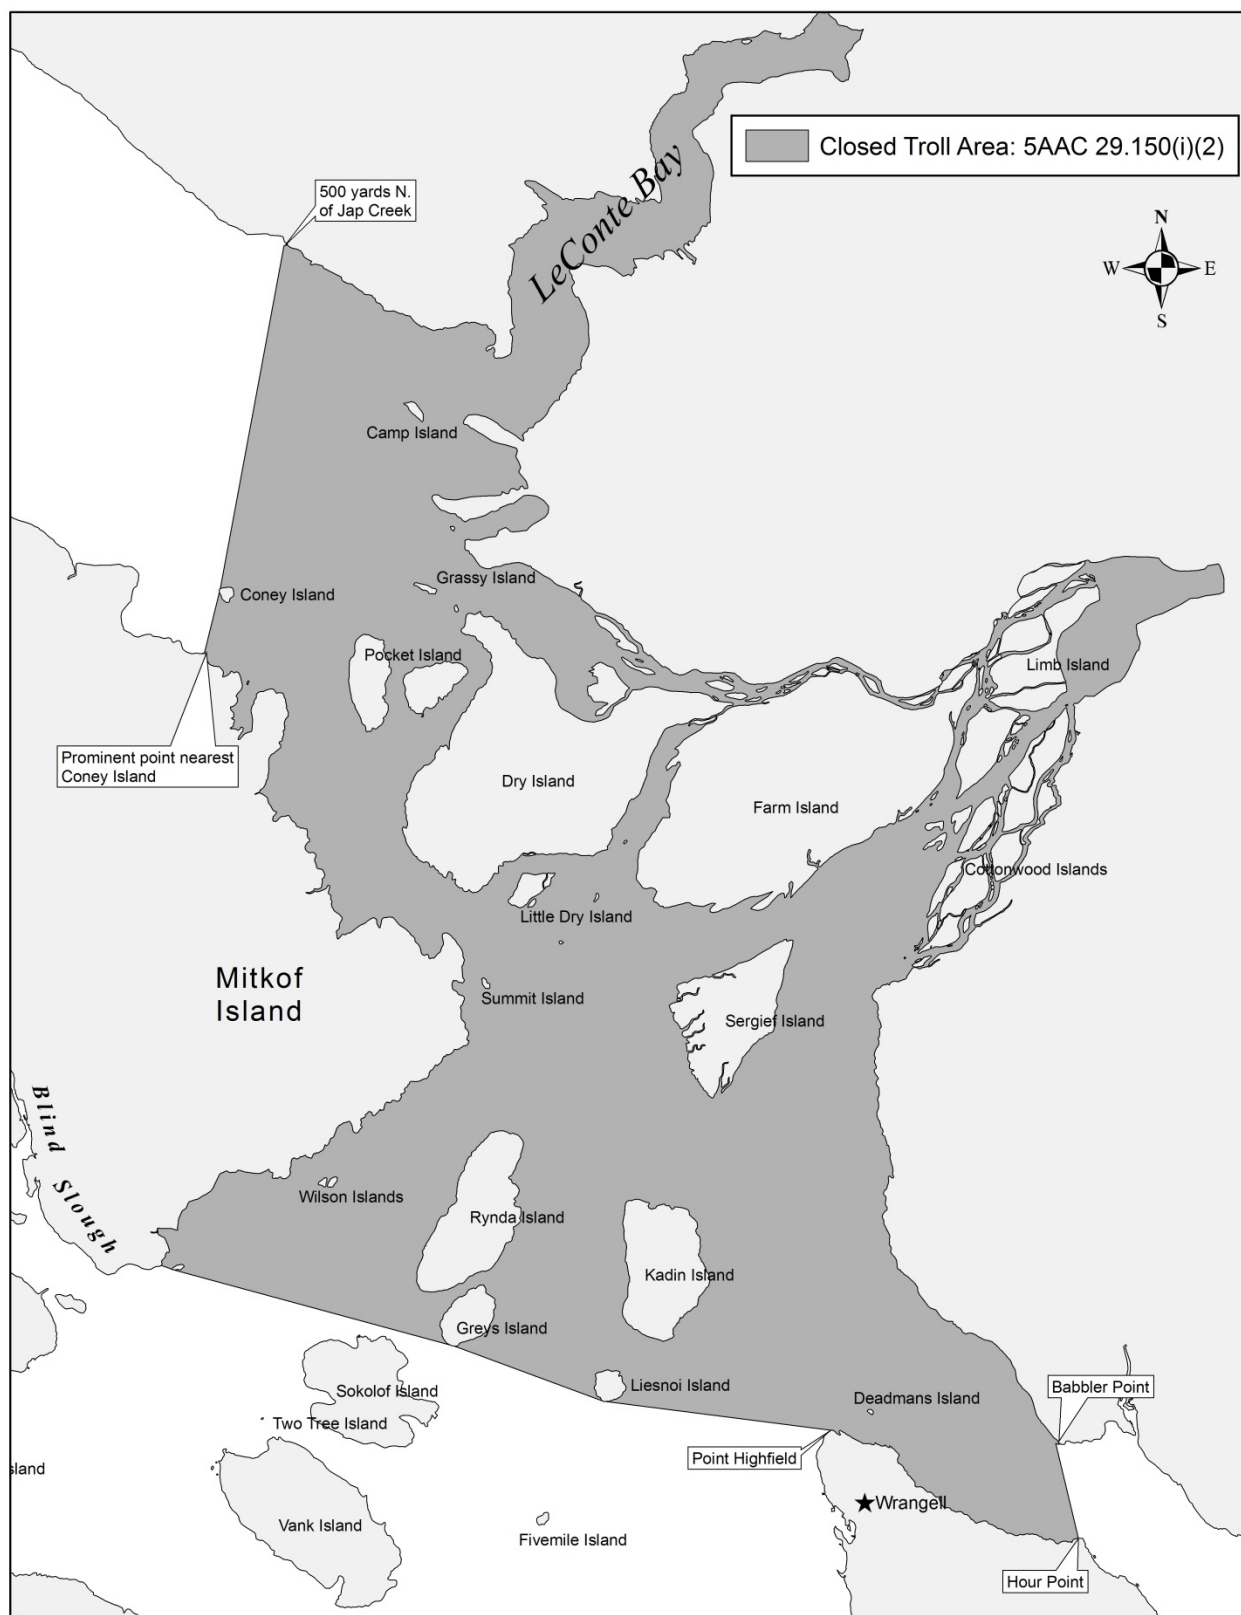 Closed Troll Area: 5AAC 29.150(i)(2)
500 yards N.
of Jap Creek
LeConte Bay
N
W
E
S
Camp Island
Grassy Island
Coney Island
Pocket Island
Limb Island
Prominent point nearest
Coney Island
Dry Island
Farm Island
Cottonwood Islands
Little Dry Island
Mitkof
Island
Summit Island
Sergief Island
Blind Slough
Wilson Islands
Rynda Island
Kadin Island
Greys Island
Sokolof Island
Liesnoi Island
Deadmans Island
Babbler Point
Two Tree Island
Point Highfield
sland
Wrangell
Vank Island
Fivemile Island
Hour Point